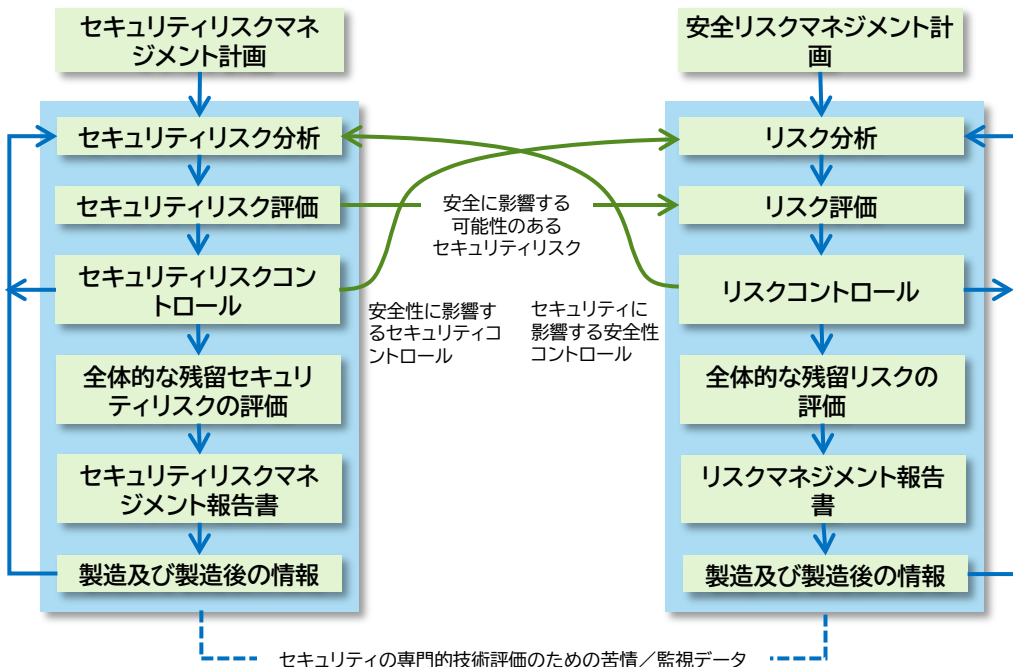 セキュリティリスクマネ
ジメント計画
セキュリティリスク分析
セキュリティリスク評価
セキュリティリスクコン
トロール
全体的な残留セキュリ
ティリスクの評価
セキュリティリスクマネ
ジメント報告書
製造及び製造後の情報
安全に影響する
可能性のある
セキュリティリスク
安全性に影響す
るセキュリティコ
ントロール
セキュリティに
影響する安全性
コントロール
安全リスクマネジメント計
画
リスク分析
リスク評価
リスクコントロール
全体的な残留リスクの
評価
リスクマネジメント報告
書
製造及び製造後の情報
セキュリティの専門的技術評価のための苦情／監視データ